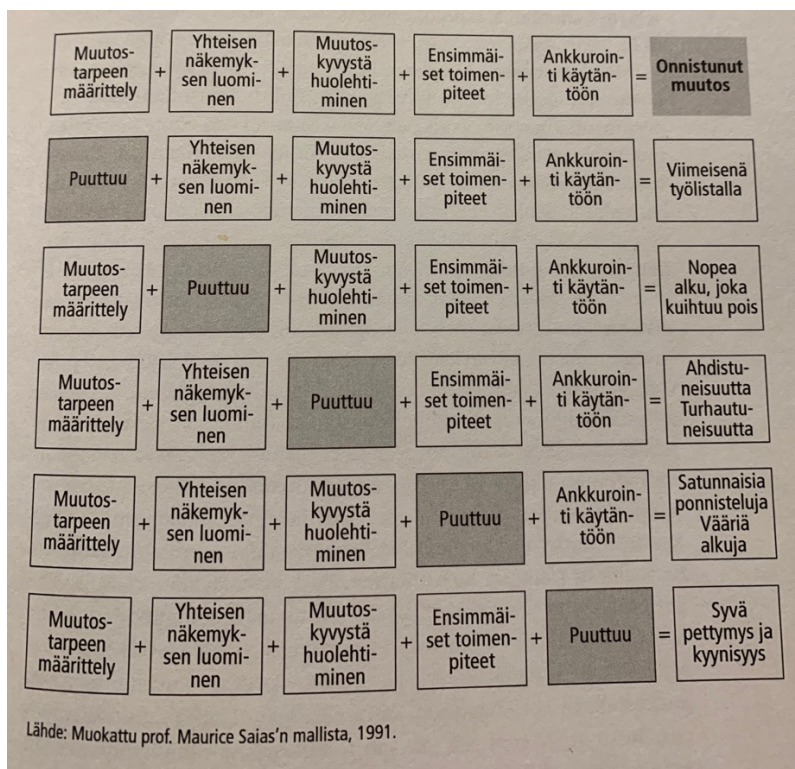 Muutos-
tarpeen
määrittely
+
Yhteisen
näkemyk-
sen luomi-
nen
+
Muutos-
kyvystä
huolehti-
minen
+
Ensimmäi-
set toimen-
piteet
+
Ankkuroin-
ti käytän-
töön
=
Onnistunut
muutos
Puuttuu
+
Yhteisen
näkemyk-
sen luomi-
nen
+
Muutos-
kyvystä
huolehti-
minen
+
Ensimmäi-
set toimen-
piteet
+
Ankkuroin-
ti käytän-
töön
=
Viimeisenä
työlistalla
Muutos-
tarpeen
määrittely
+
Puuttuu
+
Muutos-
kyvystä
huolehti-
minen
+
Ensimmäi-
set toimen-
piteet
+
Ankkuroin-
ti käytän-
töön
=
Nopea
alku, joka
kuihtuu pois
Muutos-
tarpeen
määrittely
+
Yhteisen
näkemyk-
sen luomi-
nen
+
Puuttuu
+
Ensimmäi-
set toimen-
piteet
+
Ankkuroin-
ti käytän-
töön
=
Ahdistu-
neisuutta
Turhautu-
neisuutta
Muutos-
tarpeen
määrittely
+
Yhteisen
näkemyk-
sen luomi-
nen
+
Muutos-
kyvystä
huolehti-
minen
+
Puuttuu
+
Ankkuroin-
ti käytän-
töön
=
Satunnaisia
ponnisteluja
Vääriä
alkuja
Muutos-
tarpeen
määrittely
+
Yhteisen
näkemyk-
sen luomi-
nen
+
Muutos-
kyvystä
huolehti-
minen
+
Ensimmäi-
set toimen-
piteet
+
Puuttuu
=
Syvä
pettymys ja
kyynisyys
Lähde: Muokattu prof. Maurice Saias'n mallista, 1991.